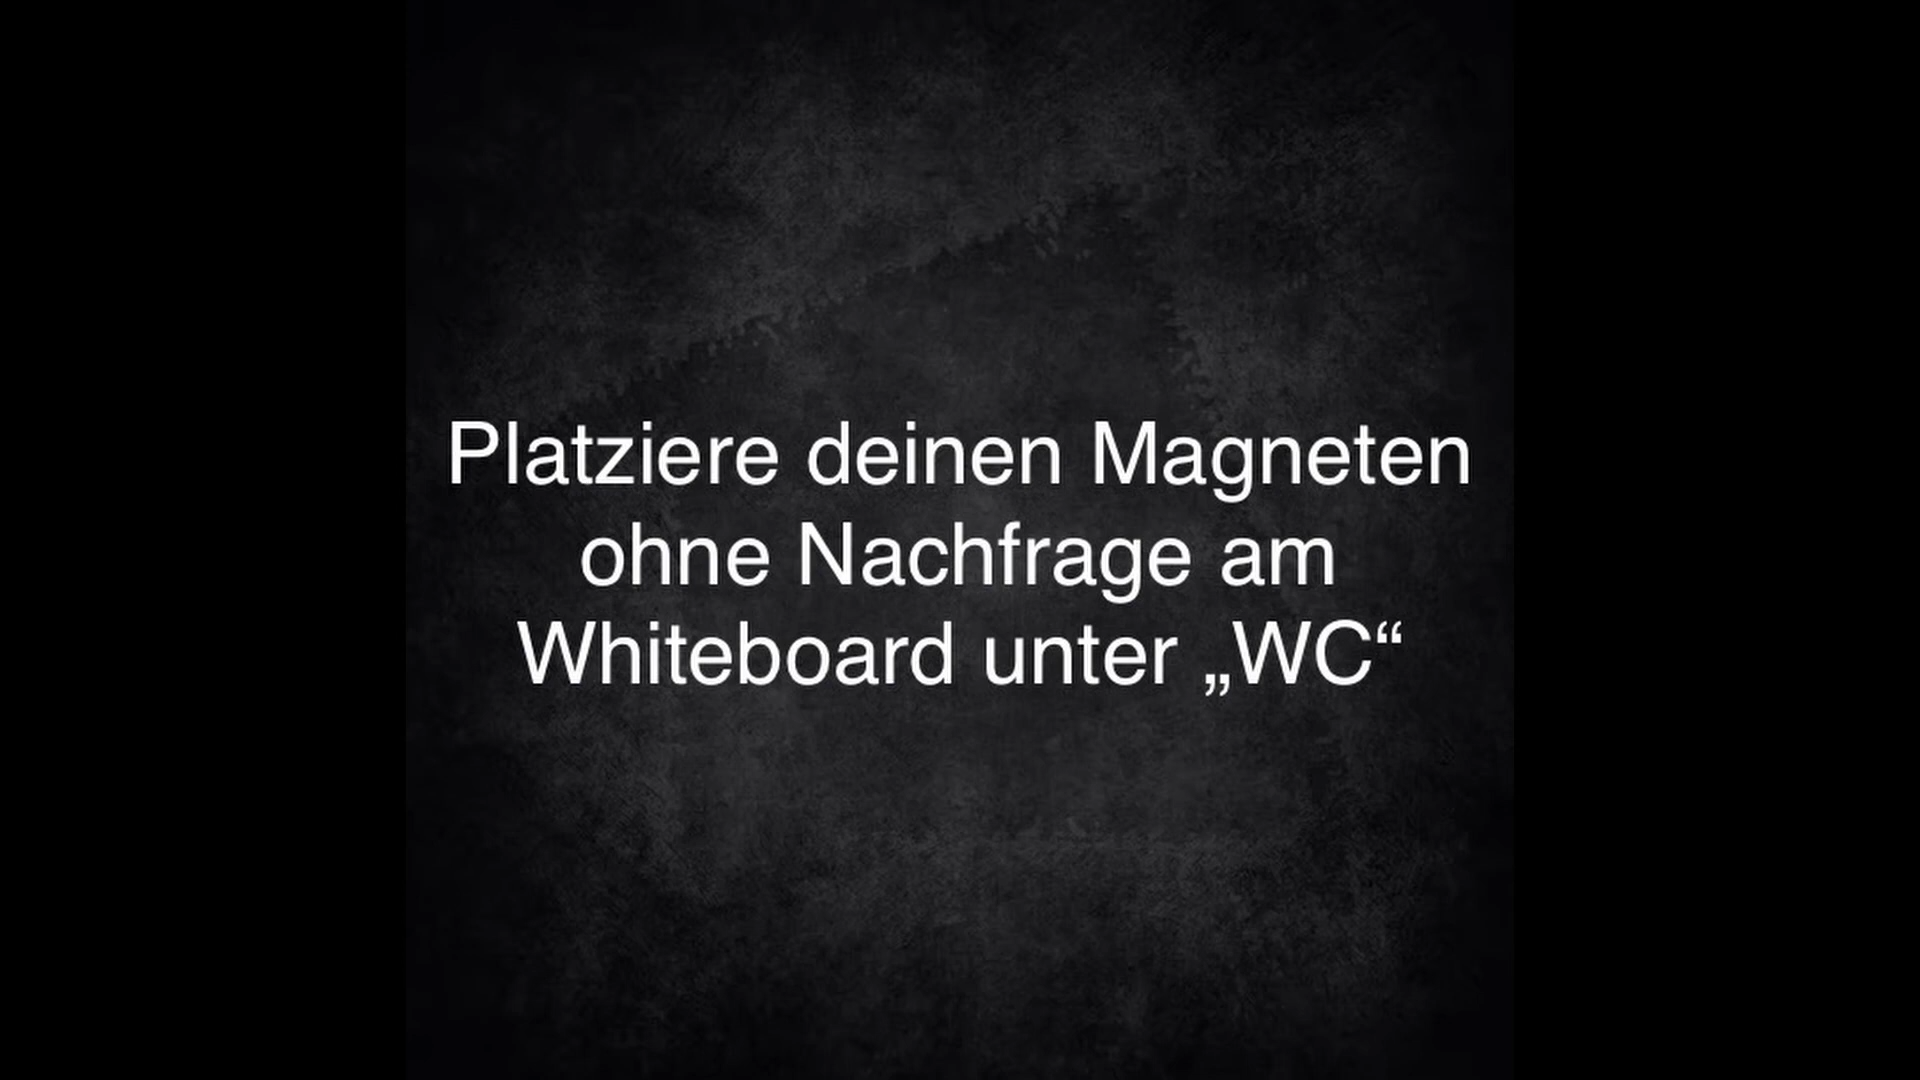 Platziere deinen Magneten
ohne Nachfrage am
Whiteboard unter „WC“